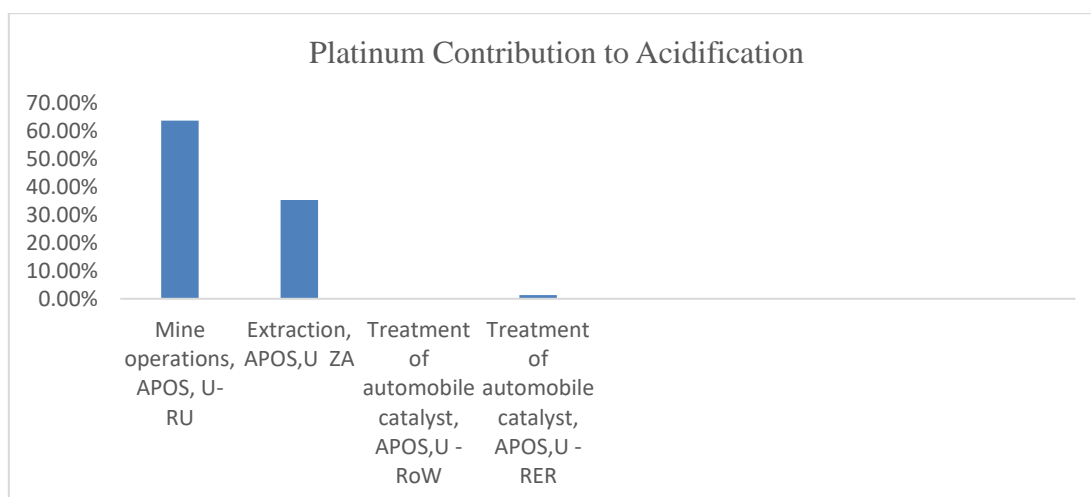 Platinum Contribution to Acidification
70.00%
60.00%
50.00%
40.00%
30.00%
20.00%
10.00%
0.00%
Mine
operations,
APOS, U-
RU
Extraction,
APOS,U ZA
Treatment
of
automobile
catalyst,
APOS,U -
RoW
Treatment
of
automobile
catalyst,
APOS,U -
RER